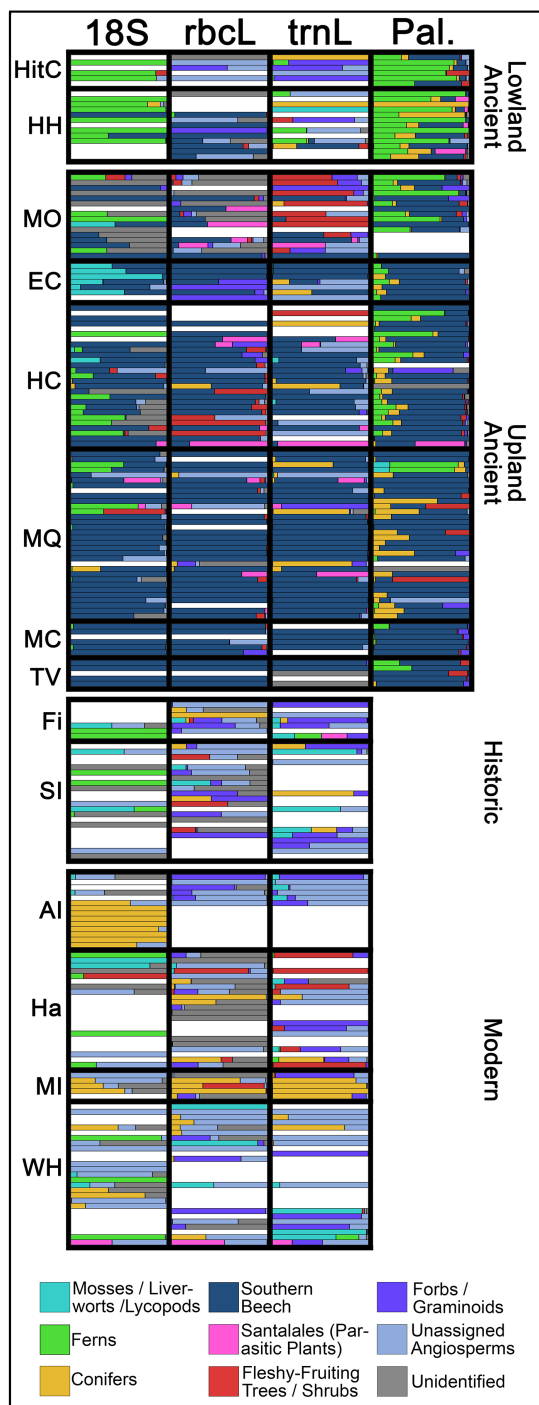 18S rbcL trnL Pal.
HitC
HH
Lowland
Ancient
MO
EC
HC
MQ
MC
TV
Upland
Ancient
Fi
SI
Historic
AI
Ha
MI
WH
Modern
Mosses / Liver-
worts /Lycopods
Southern
Beech
Forbs /
Graminoids
Ferns
Santalales (Par-
asitic Plants)
Unassigned
Angiosperms
Conifers
Fleshy-Fruiting
Trees / Shrubs
Unidentified